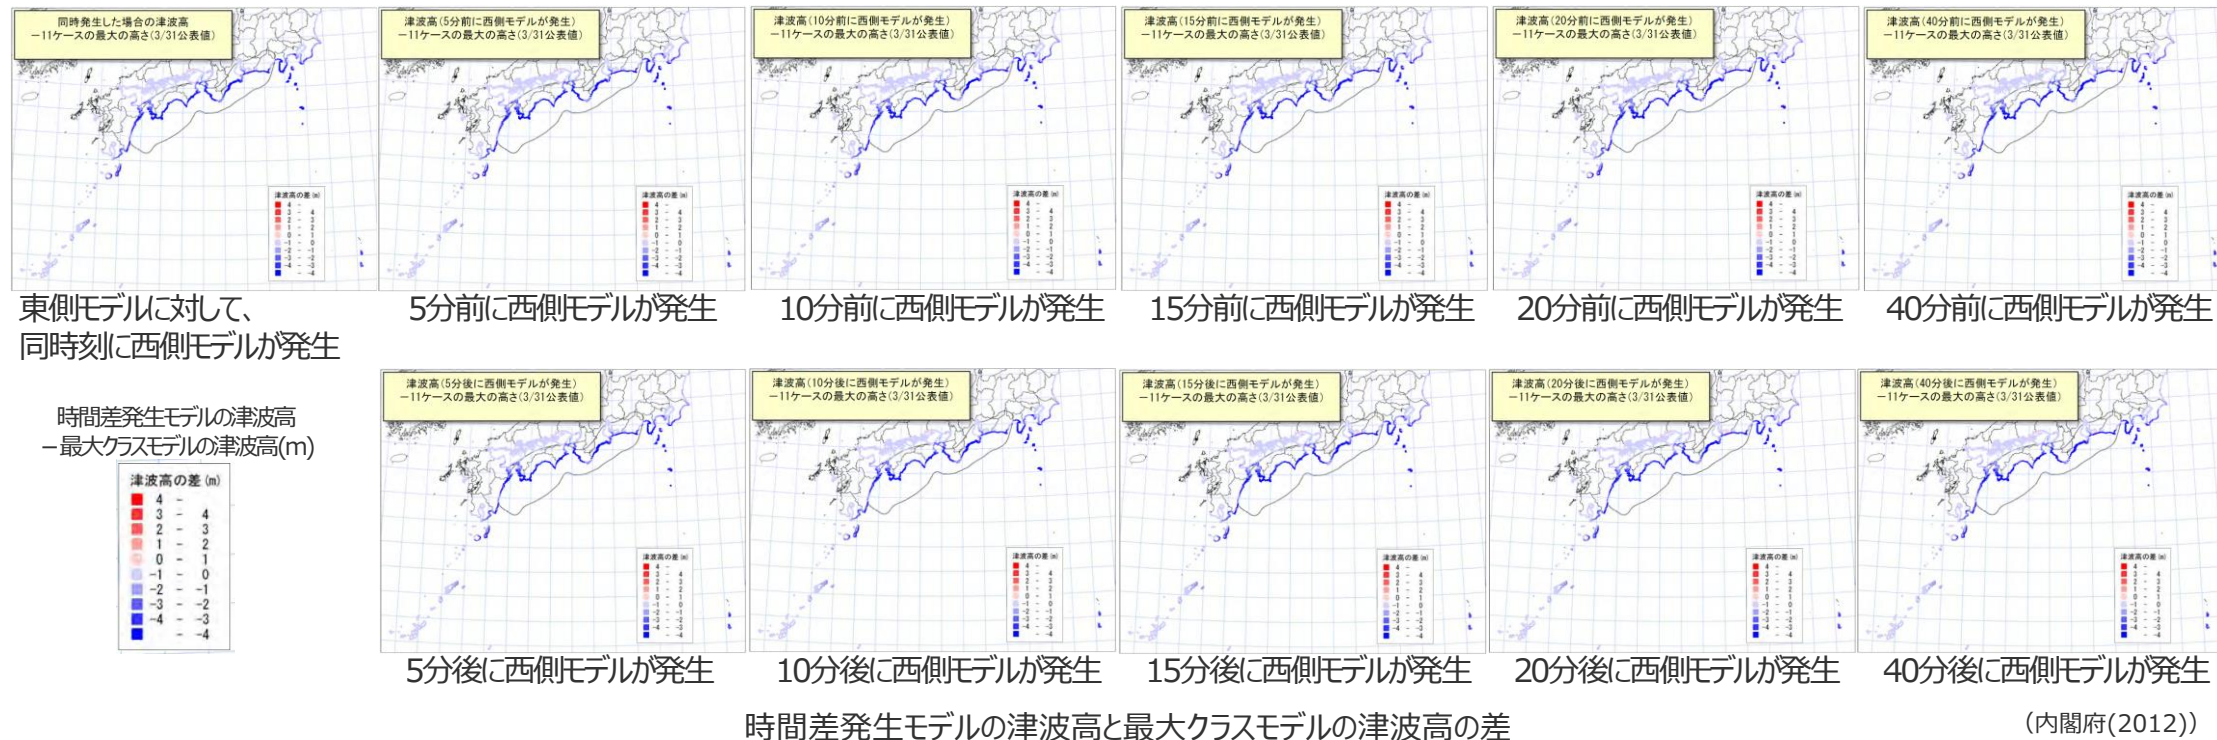 同時発生した場合の津波高
－11ケースの最大の高さ(3/31公表値)
津波高(5分前に西側モデルが発生)
－11ケースの最大の高さ(3/31公表値)
津波高(10分前に西側モデルが発生)
－11ケースの最大の高さ(3/31公表値)
津波高(15分前に西側モデルが発生)
－11ケースの最大の高さ(3/31公表値)
津波高(20分前に西側モデルが発生)
－11ケースの最大の高さ(3/31公表値)
津波高(40分前に西側モデルが発生)
－11ケースの最大の高さ(3/31公表値)
東側モデルに対して、
同時刻に西側モデルが発生
5分前に西側モデルが発生
10分前に西側モデルが発生
15分前に西側モデルが発生
20分前に西側モデルが発生
40分前に西側モデルが発生
時間差発生モデルの津波高
－最大クラスモデルの津波高(m)
津波高の差(m)
4 -
3 - 4
2 - 3
1 - 2
0 - 1
-1 - 0
-2 - -1
-3 - -2
-4 - -3
- -4
津波高(5分後に西側モデルが発生)
－11ケースの最大の高さ(3/31公表値)
津波高(10分後に西側モデルが発生)
－11ケースの最大の高さ(3/31公表値)
津波高(15分後に西側モデルが発生)
－11ケースの最大の高さ(3/31公表値)
津波高(20分後に西側モデルが発生)
－11ケースの最大の高さ(3/31公表値)
津波高(40分後に西側モデルが発生)
－11ケースの最大の高さ(3/31公表値)
5分後に西側モデルが発生
10分後に西側モデルが発生
15分後に西側モデルが発生
20分後に西側モデルが発生
40分後に西側モデルが発生
時間差発生モデルの津波高と最大クラスモデルの津波高の差
（内閣府(2012)）